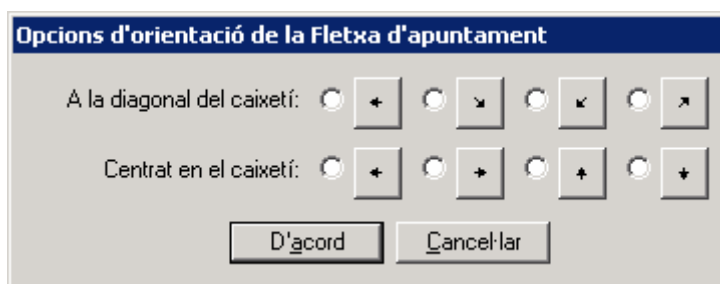 Opcions d'orientació de la Fletxa d'apuntament
A la diagonal del caixetí:
Centrat en el caixetí:
D'acord Cancel·lar